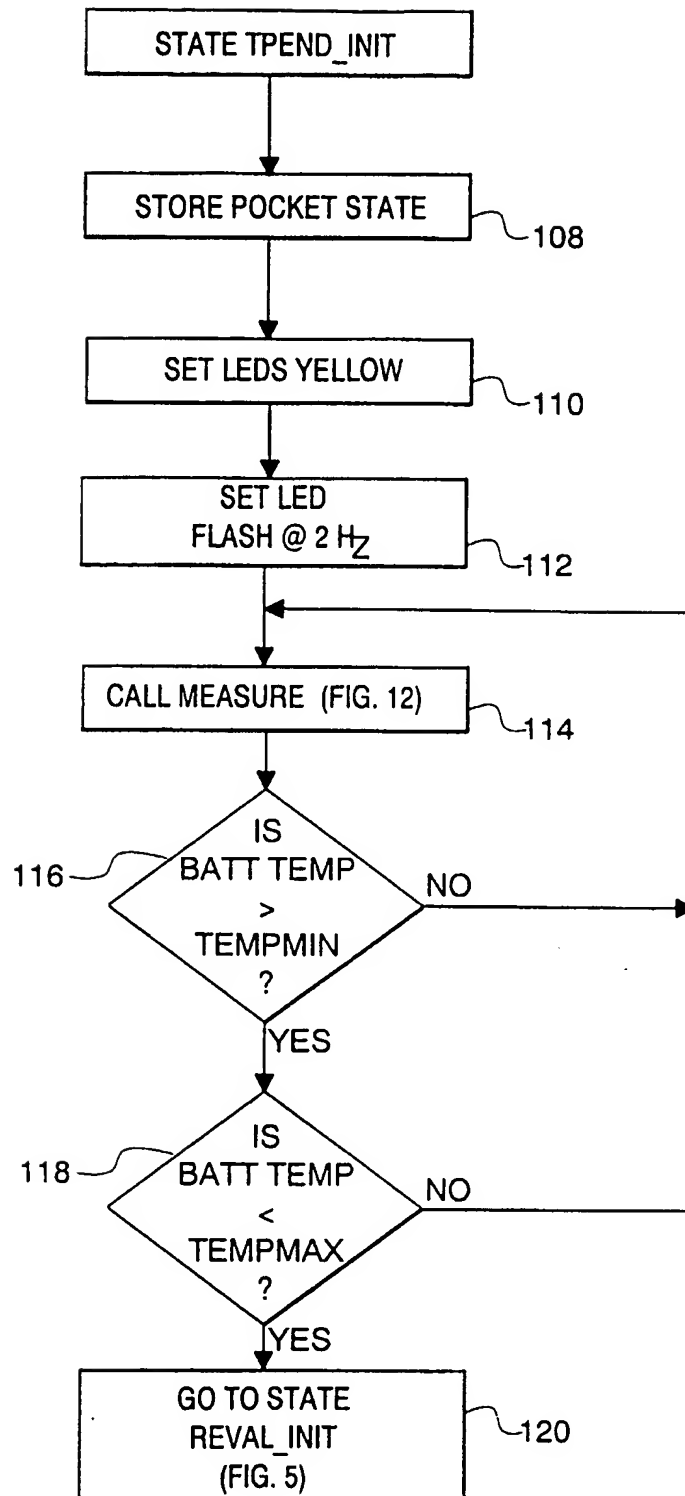 STATE TPEND_INIT
STORE POCKET STATE
108
SET LEDS YELLOW
110
SET LED
FLASH @ 2 HZ
112
CALL MEASURE (FIG. 12)
114
116
IS
BATT TEMP
>
TEMPMIN
?
NO
YES
118
IS
BATT TEMP
<
TEMPMAX
?
NO
YES
GO TO STATE
REVAL_INIT
(FIG. 5)
120